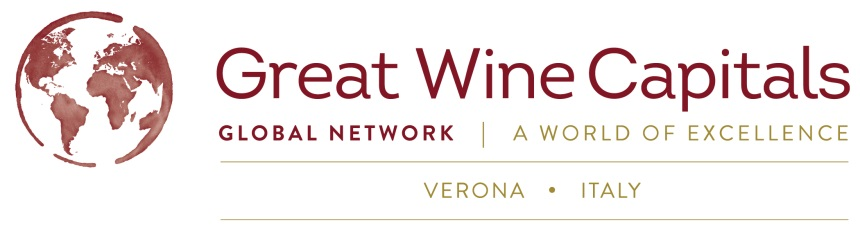 Great Wine Capitals
GLOBAL NETWORK | A WORLD OF EXCELLENCE
VERONA • ITALY